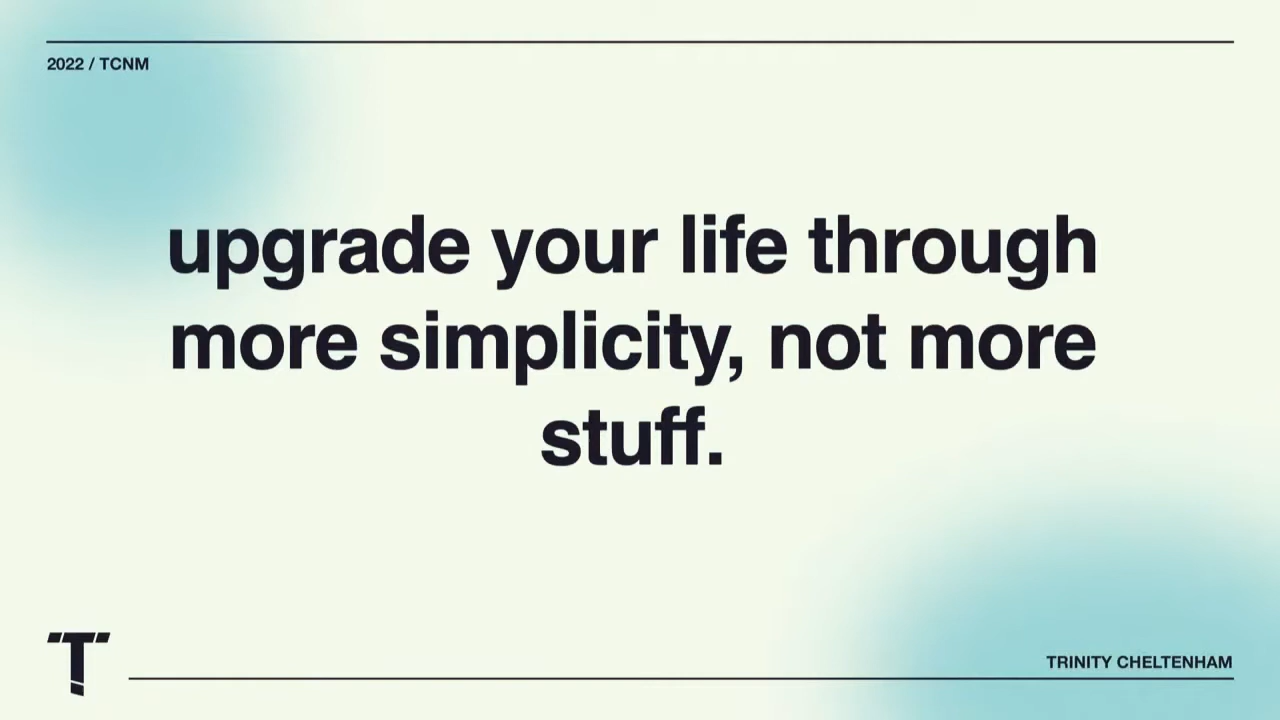 2022 / TCNM
upgrade your life through
more simplicity, not more
stuff.
T
TRINITY CHELTENHAM